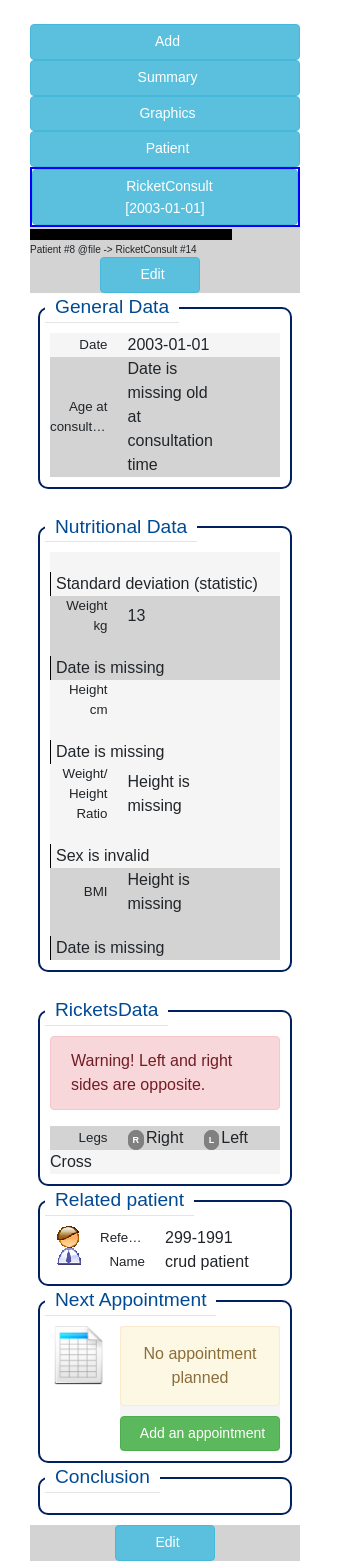 Add
Summary
Graphics
Patient
RicketConsult
[2003-01-01]
Patient #8 @file -> RicketConsult #14
Edit
General Data
Date 2003-01-01
Age at
consult…
Date is
missing old
at
consultation
time
Nutritional Data
Standard deviation (statistic)
Weight
kg
13
Date is missing
Height
cm
Date is missing
Weight/
Height
Ratio
Height is
missing
Sex is invalid
BMI
Height is
missing
Date is missing
RicketsData
Warning! Left and right
sides are opposite.
Legs R Right L Left
Cross
Related patient
Refe… 299-1991
Name crud patient
Next Appointment
No appointment
planned
Add an appointment
Conclusion
Edit